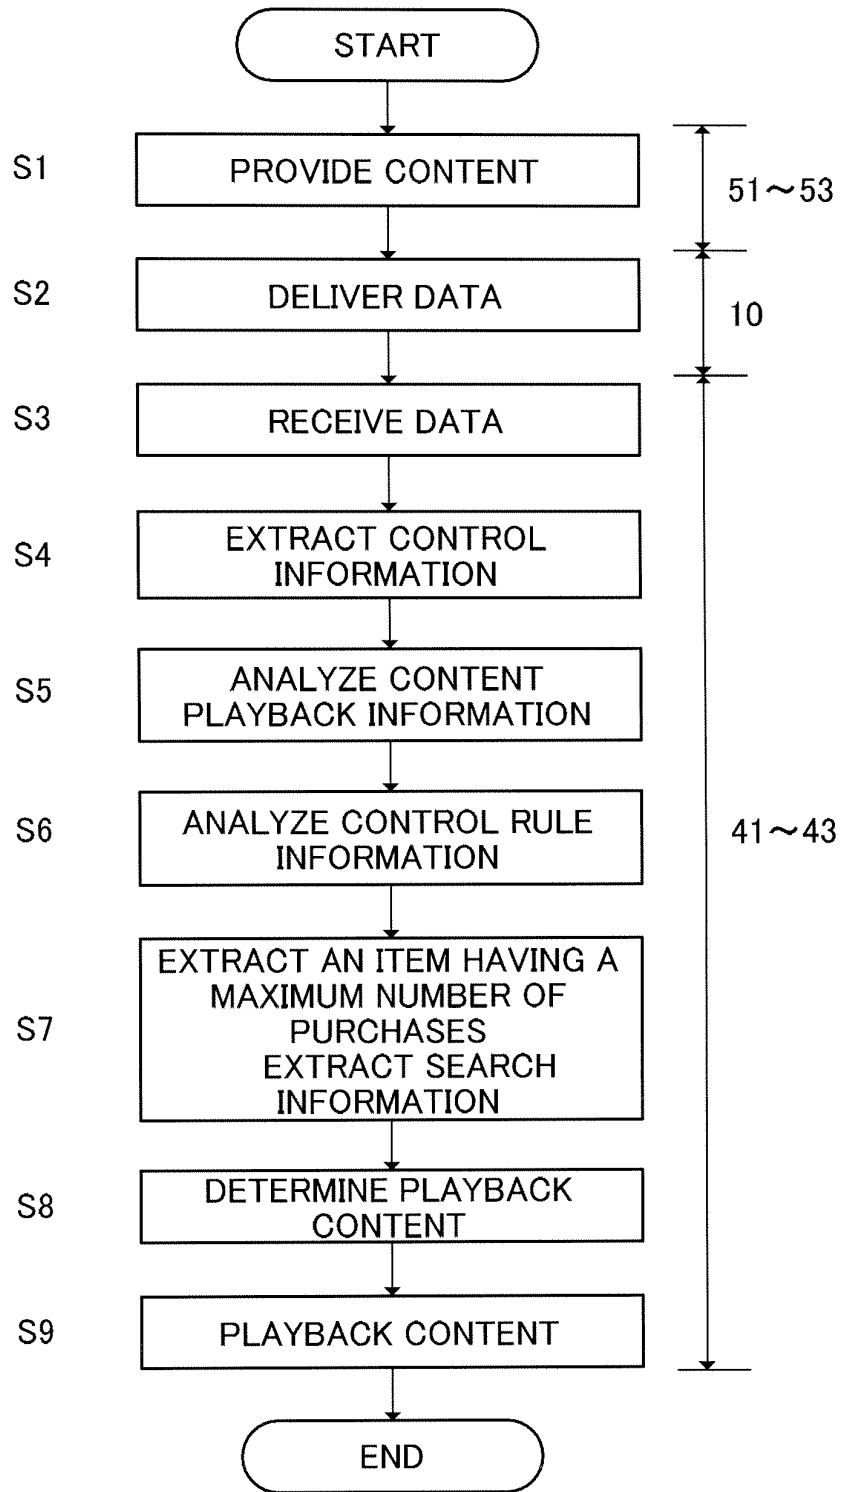 START
S1
PROVIDE CONTENT
51～53
S2
DELIVER DATA
10
S3
RECEIVE DATA
S4
EXTRACT CONTROL
INFORMATION
S5
ANALYZE CONTENT
PLAYBACK INFORMATION
S6
ANALYZE CONTROL RULE
INFORMATION
41～43
S7
EXTRACT AN ITEM HAVING A
MAXIMUM NUMBER OF
PURCHASES
EXTRACT SEARCH
INFORMATION
S8
DETERMINE PLAYBACK
CONTENT
S9
PLAYBACK CONTENT
END